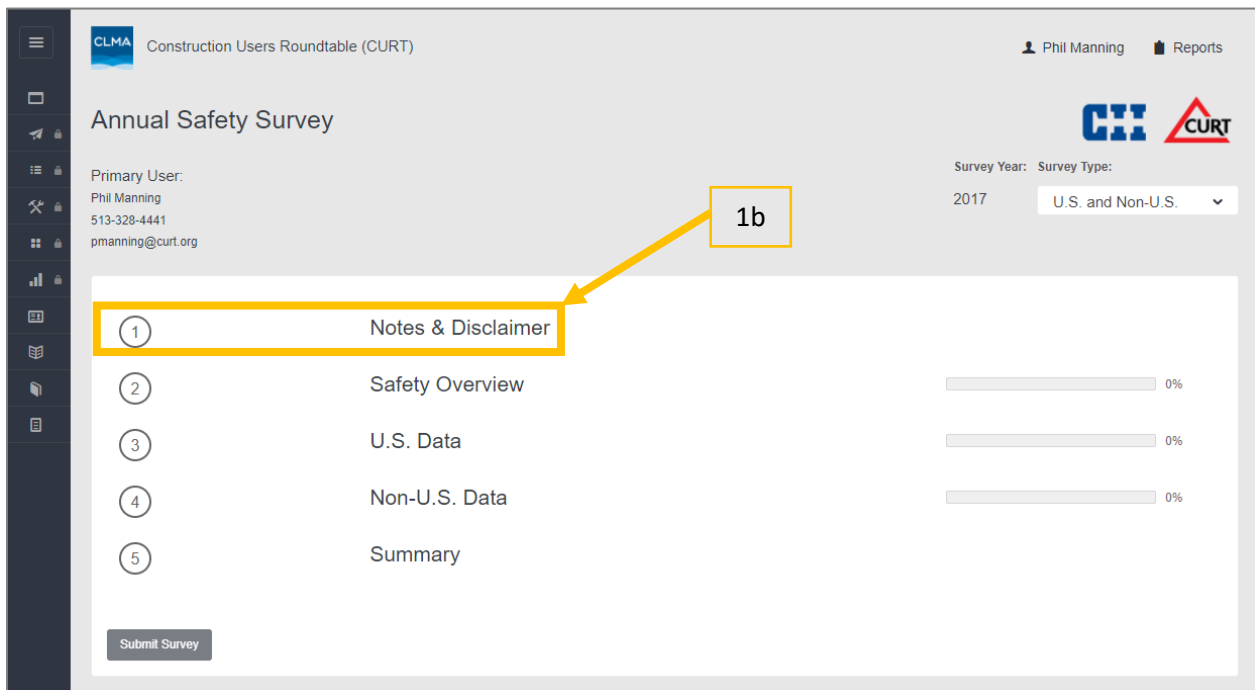 CLMA
Construction Users Roundtable (CURT)
Phil Manning
Reports
Annual Safety Survey
CII
CURT
Primary User:
Phil Manning
513-328-4441
pmanning@curt.org
Survey Year:
Survey Type:
2017
U.S. and Non-U.S.
1b
1
Notes & Disclaimer
2
Safety Overview
0%
3
U.S. Data
0%
4
Non-U.S. Data
0%
5
Summary
Submit Survey